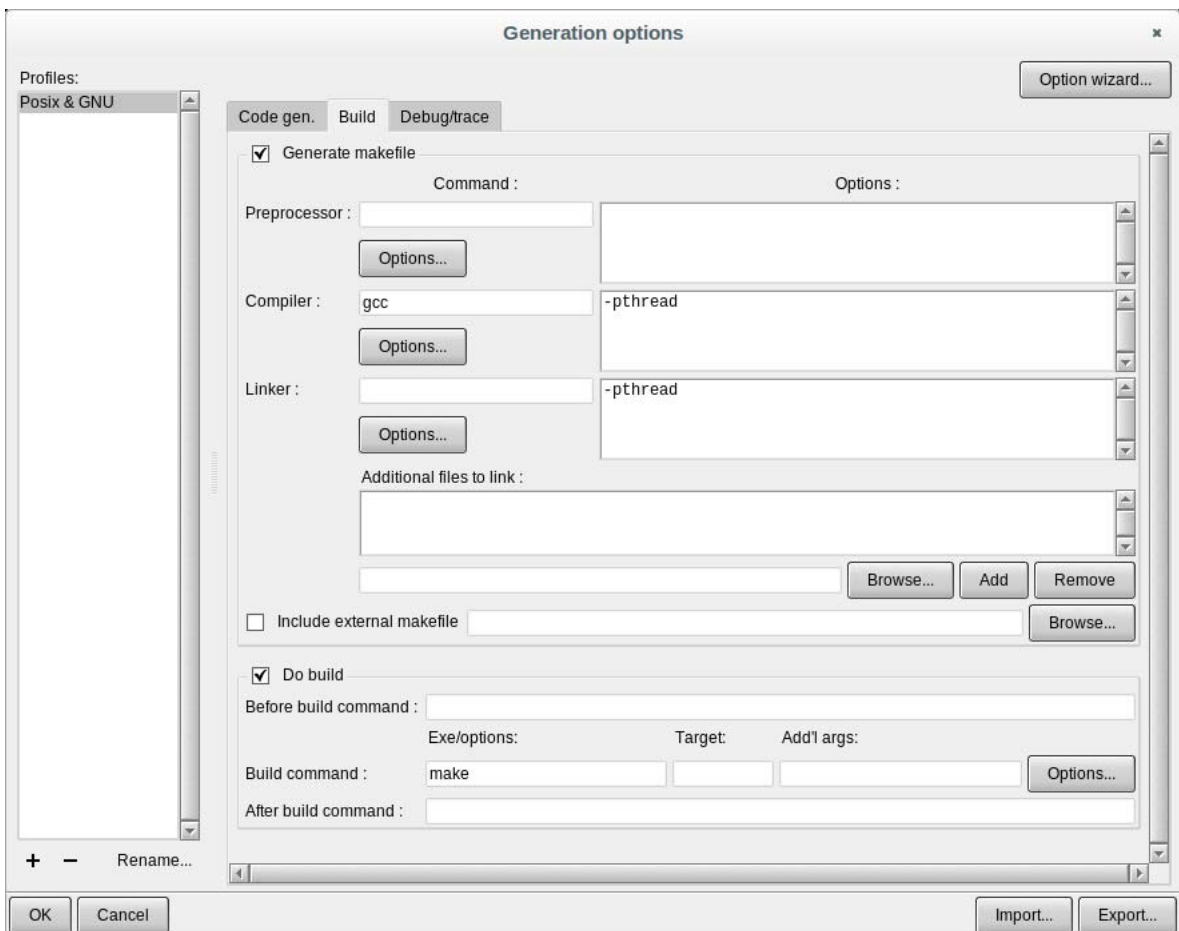 Generation options
Profiles:
Option wizard...
Posix & GNU
Code gen. Build Debug/trace
Generate makefile
Command : Options :
Preprocessor :
Options...
Compiler : gcc -pthread
Options...
Linker : -pthread
Options...
Additional files to link :
Browse... Add Remove
Include external makefile Browse...
Do build
Before build command :
Exe/options: Target: Add'l args:
Build command : make Options...
After build command :
+ − Rename...
OK Cancel Import... Export...